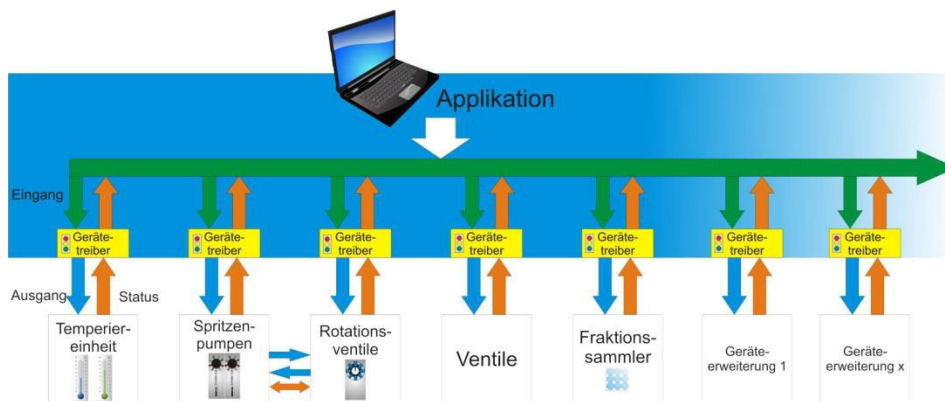 Applikation
Eingang
Geräte-
treiber
Geräte-
treiber
Geräte-
treiber
Geräte-
treiber
Geräte-
treiber
Geräte-
treiber
Geräte-
treiber
Ausgang
Status
Temperier-
einheit
Spritzen-
pumpen
Rotations-
ventile
Ventile
Fraktions-
sammler
Geräte-
erweiterung 1
Geräte-
erweiterung x